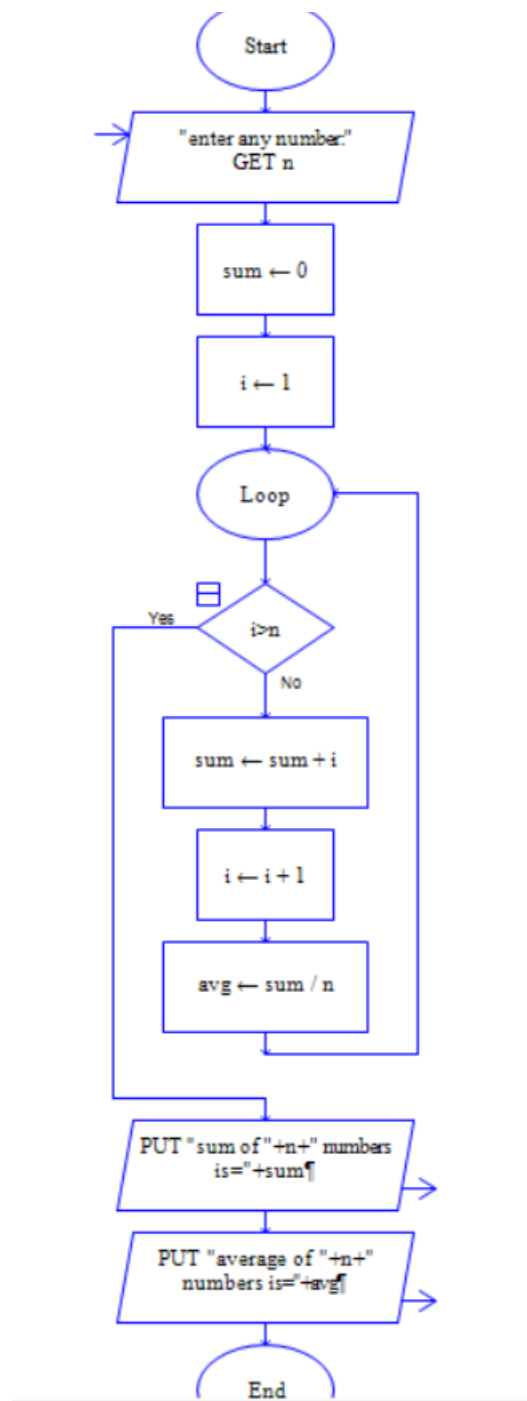 Start
"enter any number:"
GET n
sum ← 0
i ← 1
Loop
Yes
i>n
No
sum ← sum + i
i ← i + 1
avg ← sum / n
PUT "sum of "+n+" numbers
is="+sum¶
PUT "average of "+n+"
numbers is="+avg¶
End